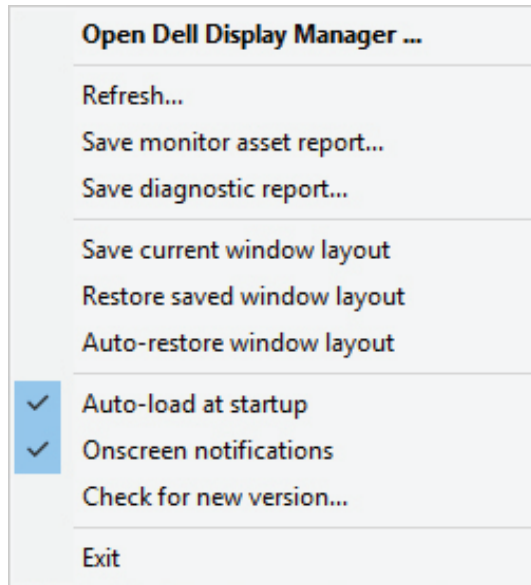 Open Dell Display Manager ...
Refresh...
Save monitor asset report...
Save diagnostic report...
Save current window layout
Restore saved window layout
Auto-restore window layout
Auto-load at startup
Onscreen notifications
Check for new version...
Exit